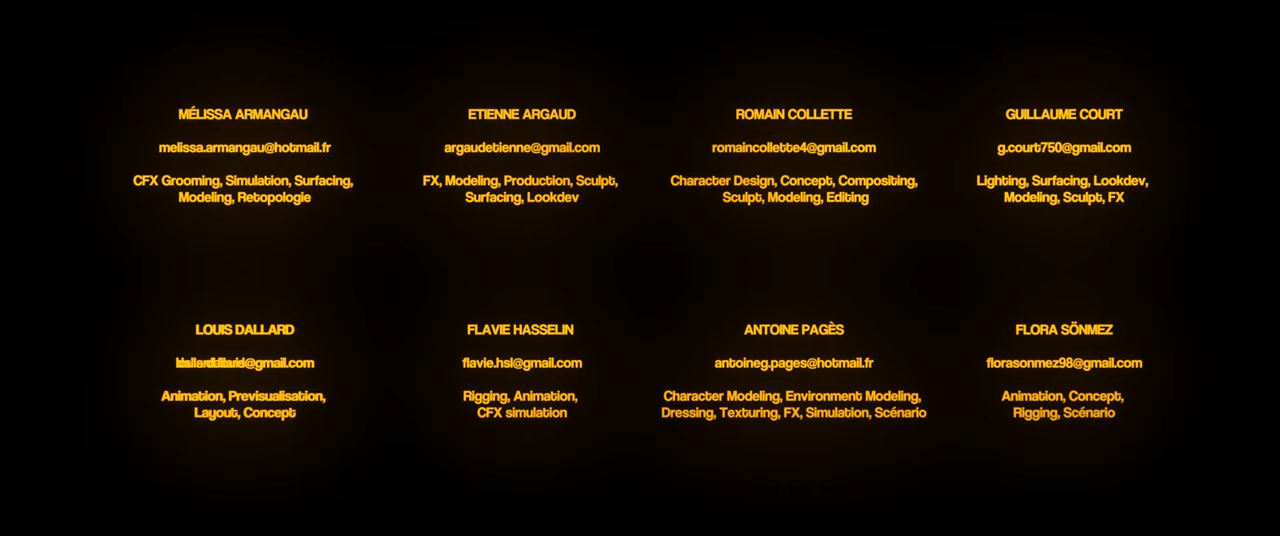 MÉLISSA ARMANGAU
melissa.armangau@hotmail.fr
CFX Grooming, Simulation, Surfacing,
Modeling, Retopologie
ETIENNE ARGAUD
argaudetienne@gmail.com
FX, Modeling, Production, Sculpt,
Surfacing, Lookdev
ROMAIN COLLETTE
romaincollette4@gmail.com
Character Design, Concept, Compositing,
Sculpt, Modeling, Editing
GUILLAUME COURT
g.court750@gmail.com
Lighting, Surfacing, Lookdev,
Modeling, Sculpt, FX
LOUIS DALLARD
@gmail.com
Animation, Previsualisation,
Layout, Concept
FLAVIE HASSELIN
flavie.hsl@gmail.com
Rigging, Animation,
CFX simulation
ANTOINE PAGÈS
antoineg.pages@hotmail.fr
Character Modeling, Environment Modeling,
Dressing, Texturing, FX, Simulation, Scénario
FLORA SÖNMEZ
florasonmez98@gmail.com
Animation, Concept,
Rigging, Scénario